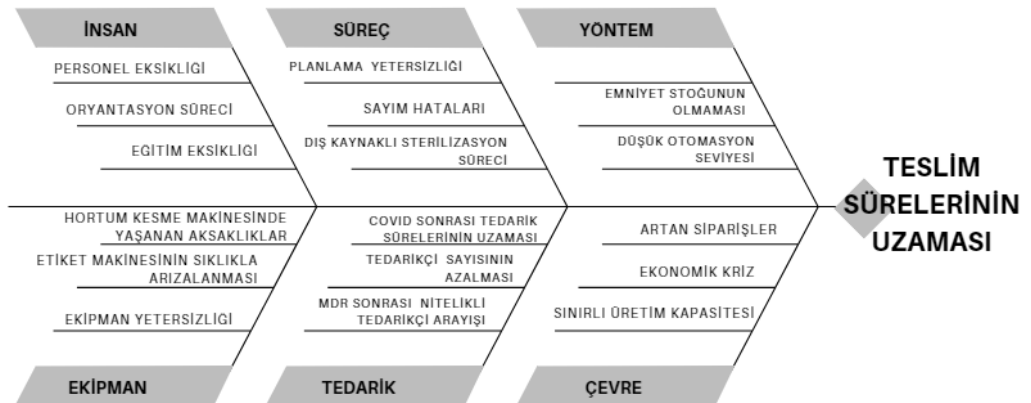 İNSAN
PERSONEL EKSİKLİĞİ
ORYANTASYON SÜRECİ
EĞİTİM EKSİKLİĞİ
SÜREÇ
PLANLAMA YETERSİZLİĞİ
SAYIM HATALARI
DIŞ KAYNAKLI STERİLİZASYON
SÜRECİ
YÖNTEM
EMNİYET STOĞUNUN
OLMAMASI
DÜŞÜK OTOMASYON
SEVİYESİ
TESLİM
SÜRELERİNİN
UZAMASI
HORTUM KESME MAKİNESİNDE
YAŞANAN AKSAKLIKLAR
ETİKET MAKİNESİNİN SIKLIKLA
ARIZALANMASI
EKİPMAN YETERSİZLİĞİ
EKİPMAN
COVID SONRASI TEDARİK
SÜRELERİNİN UZAMASI
TEDARİKÇİ SAYISININ
AZALMASI
MDR SONRASI NİTELİKLİ
TEDARİKÇİ ARAYIŞI
TEDARİK
ARTAN SİPARİŞLER
EKONOMİK KRİZ
SINIRLI ÜRETİM KAPASİTESİ
ÇEVRE